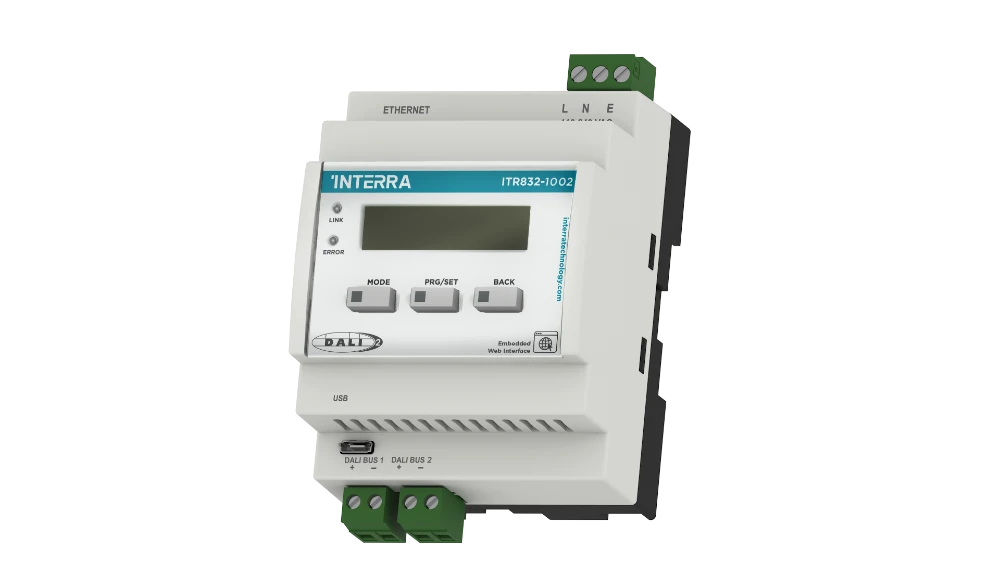 ETHERNET
L N E
INTERRA ITR832-1002
LINK
ERROR
interratechnology.com
MODE PRG/SET BACK
DALI 2
Embedded
Web Interface
USB
DALI BUS 1 DALI BUS 2
+ − + −